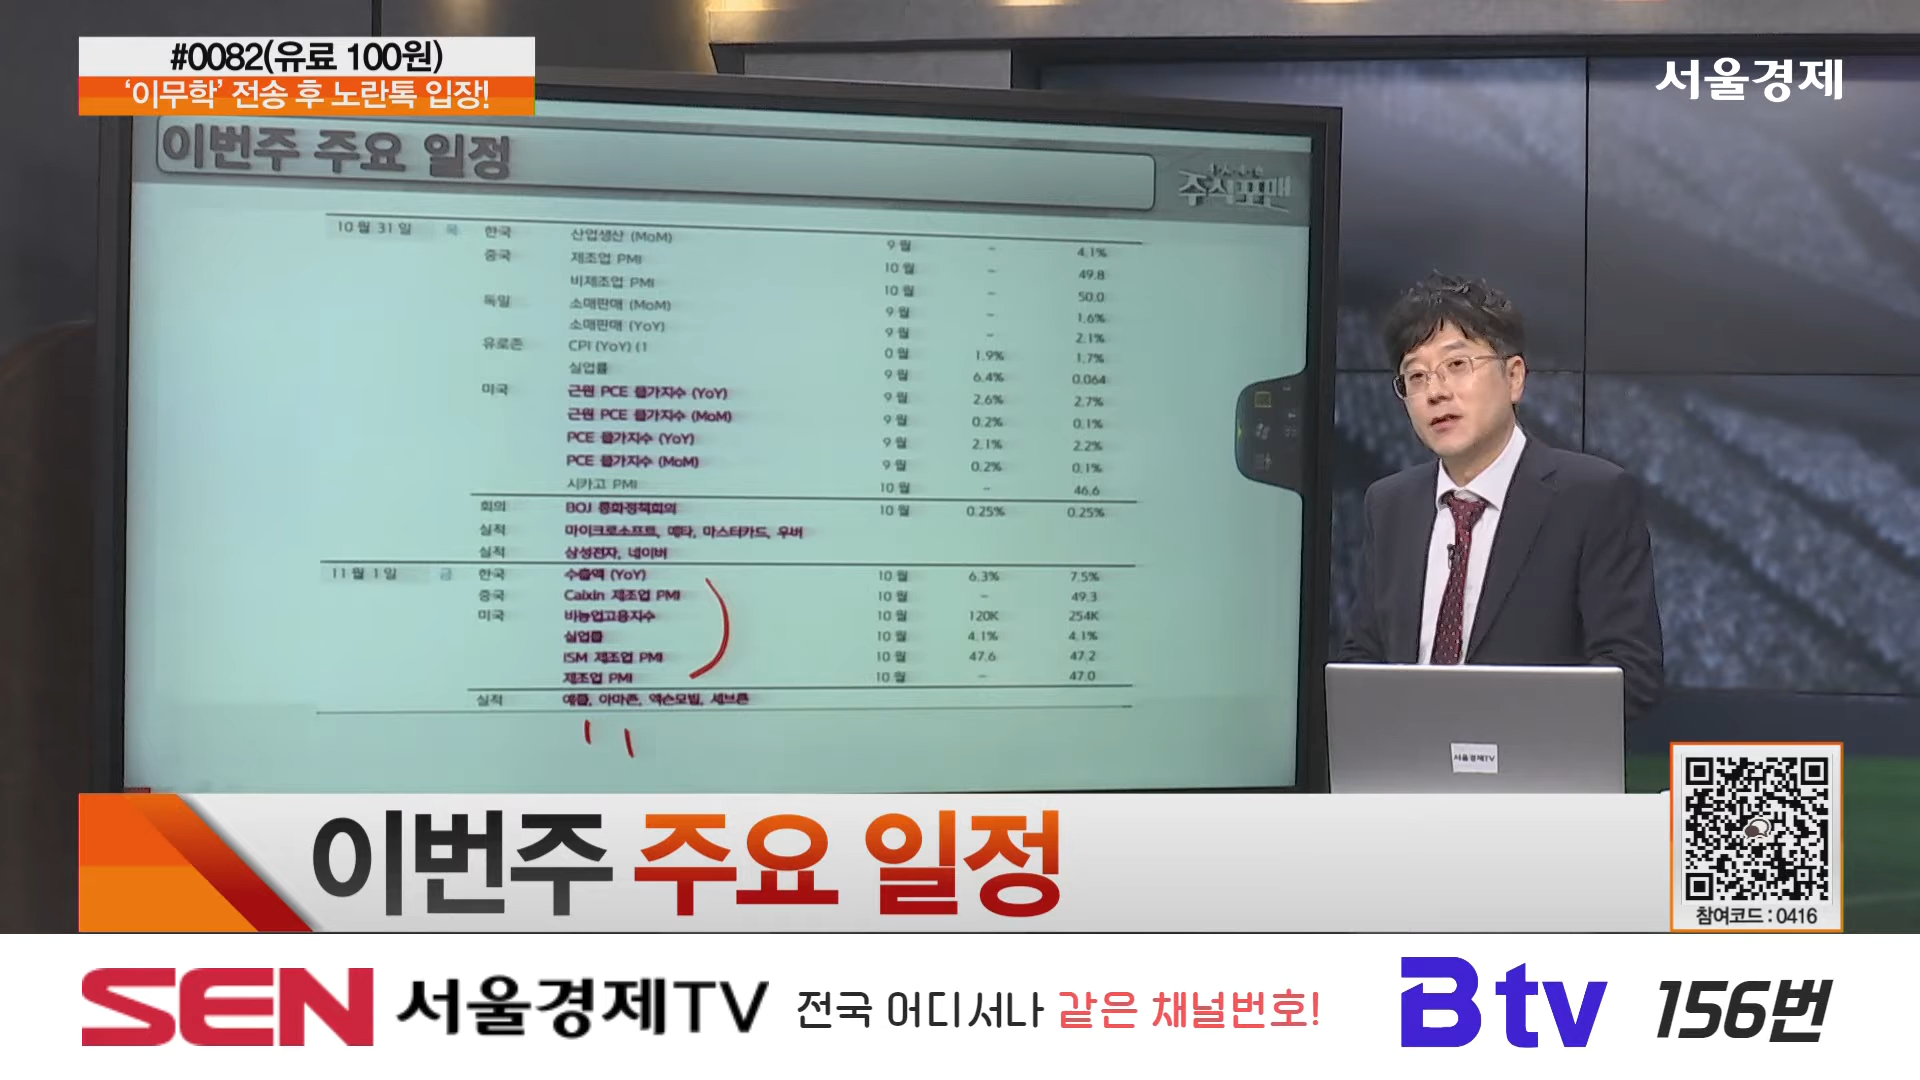 #0082(유료 100원)
'이무학' 전송 후 노란톡 입장!
서울경제
이번주 주요 일정
주식포맨
10월 31일 목 한국 산업생산 (MoM) 9월 - 4.1%
중국 제조업 PMI 10월 - 49.8
비제조업 PMI 10월 - 50.0
독일 소매판매 (MoM) 9월 - 1.6%
소매판매 (YoY) 9월 - 2.1%
유로존 CPI (YoY) (1 0월 1.9% 1.7%
실업률 9월 6.4% 0.064
미국 근원 PCE 물가지수 (YoY) 9월 2.6% 2.7%
근원 PCE 물가지수 (MoM) 9월 0.2% 0.1%
PCE 물가지수 (YoY) 9월 2.1% 2.2%
PCE 물가지수 (MoM) 9월 0.2% 0.1%
시카고 PMI 10월 - 46.6
회의 BOJ 통화정책회의 10월 0.25% 0.25%
실적 마이크로소프트, 메타, 마스터카드, 우버
실적 삼성전자, 네이버
11월 1일 금 한국 수출액 (YoY) 10월 6.3% 7.5%
중국 Caixin 제조업 PMI 10월 - 49.3
미국 비농업고용지수 10월 120K 254K
실업률 10월 4.1% 4.1%
ISM 제조업 PMI 10월 47.6 47.2
제조업 PMI 10월 - 47.0
실적 애플, 아마존, 엑슨모빌, 셰브론
서울경제TV
이번주 주요 일정
참여코드 : 0416
SEN 서울경제TV 전국 어디서나 같은 채널번호! B tv 156번